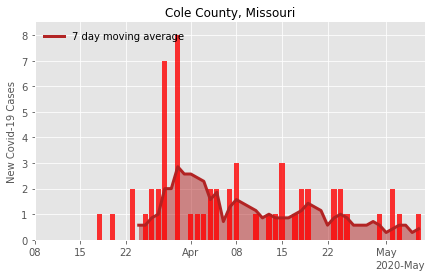 Cole County, Missouri
7 day moving average
New Covid-19 Cases
8
7
6
5
4
3
2
1
0
08 15 22 Apr 08 15 22 May
2020-May